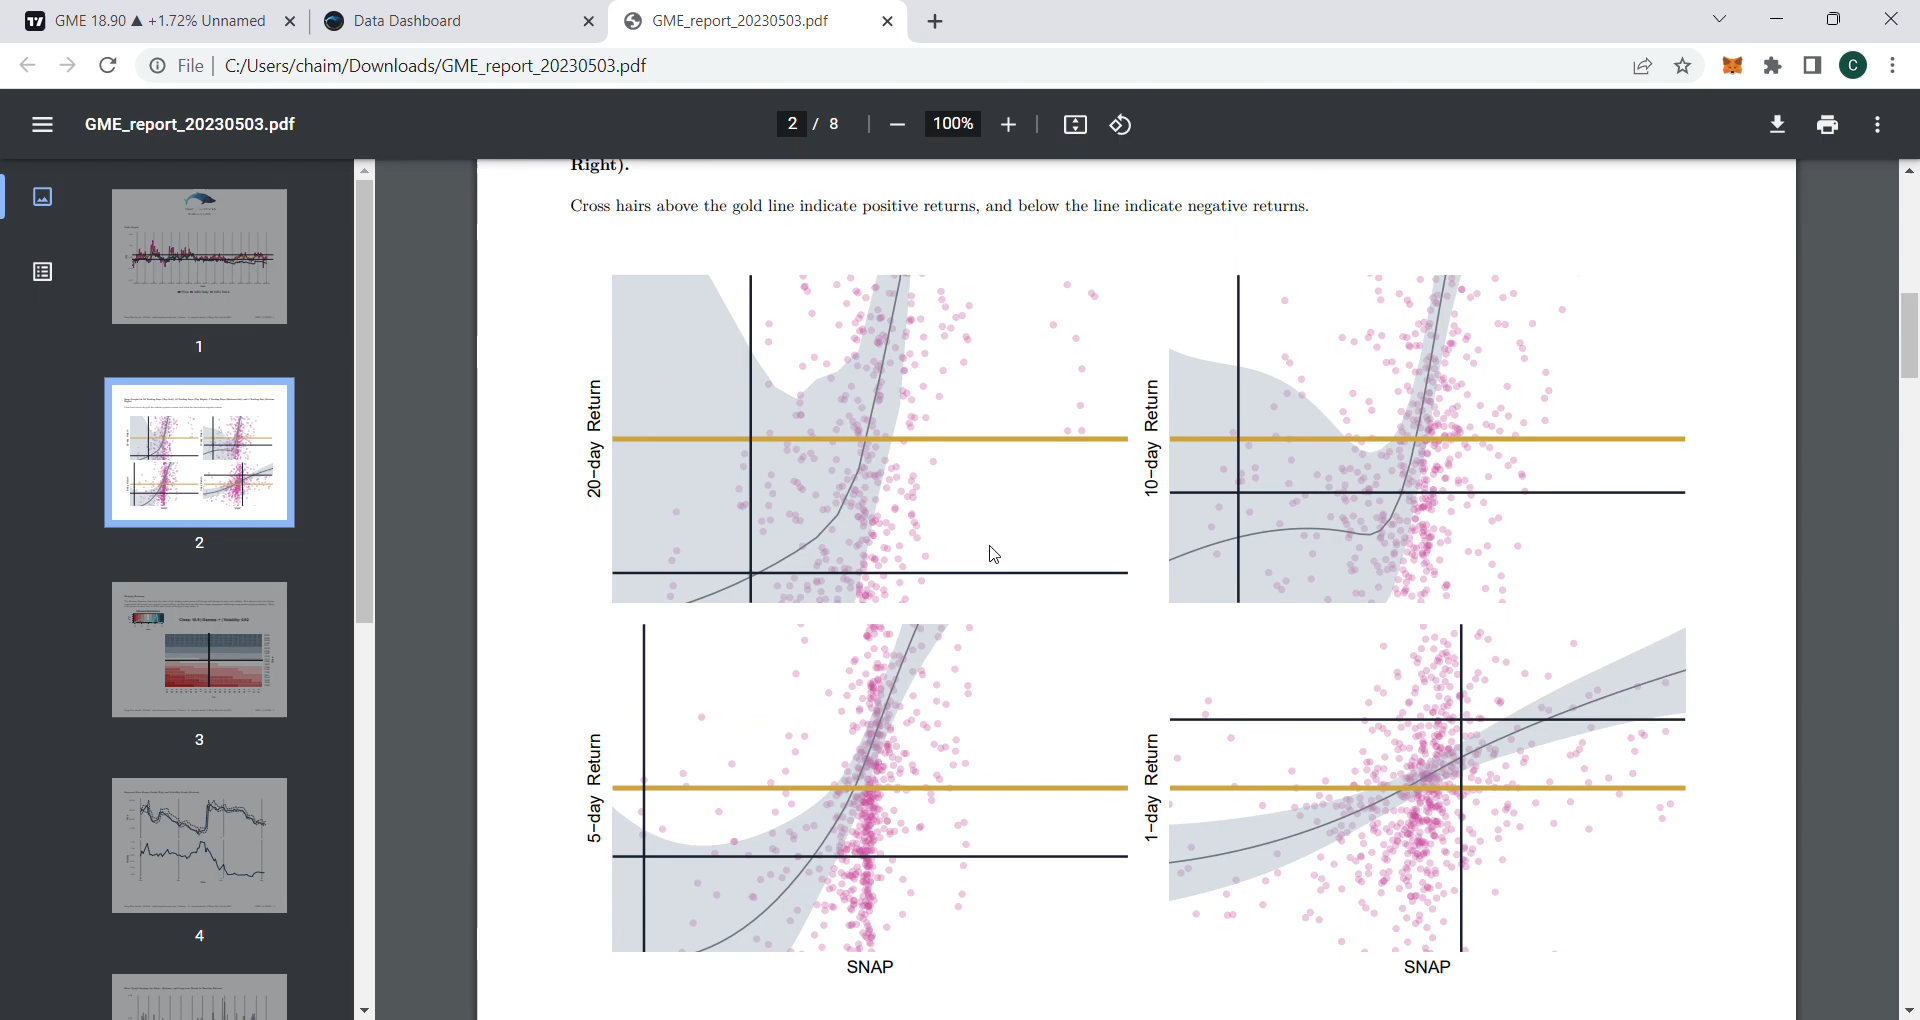 GME 18.90 ▲ +1.72% Unnamed
Data Dashboard
GME_report_20230503.pdf
File | C:/Users/chaim/Downloads/GME_report_20230503.pdf
C
GME_report_20230503.pdf
2 / 8
100%
Right).
Cross hairs above the gold line indicate positive returns, and below the line indicate negative returns.
20-day Return
10-day Return
5-day Return
1-day Return
SNAP
SNAP
1
2
3
4